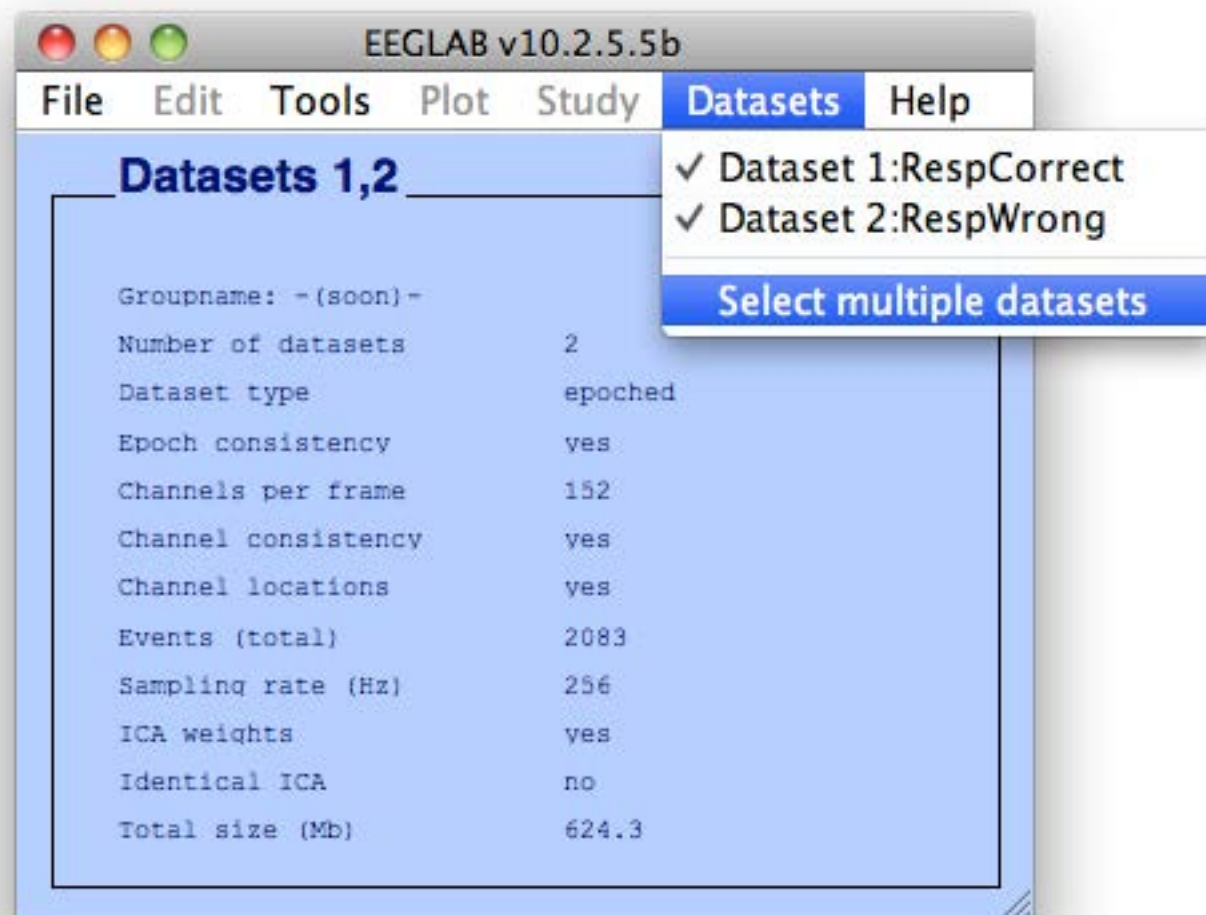 EEGLAB v10.2.5.5b
File Edit Tools Plot Study Datasets Help
Datasets 1,2
✓ Dataset 1:RespCorrect
✓ Dataset 2:RespWrong
Select multiple datasets
Groupname: -(soon)-
Number of datasets 2
Dataset type epoched
Epoch consistency yes
Channels per frame 152
Channel consistency yes
Channel locations yes
Events (total) 2083
Sampling rate (Hz) 256
ICA weights yes
Identical ICA no
Total size (Mb) 624.3